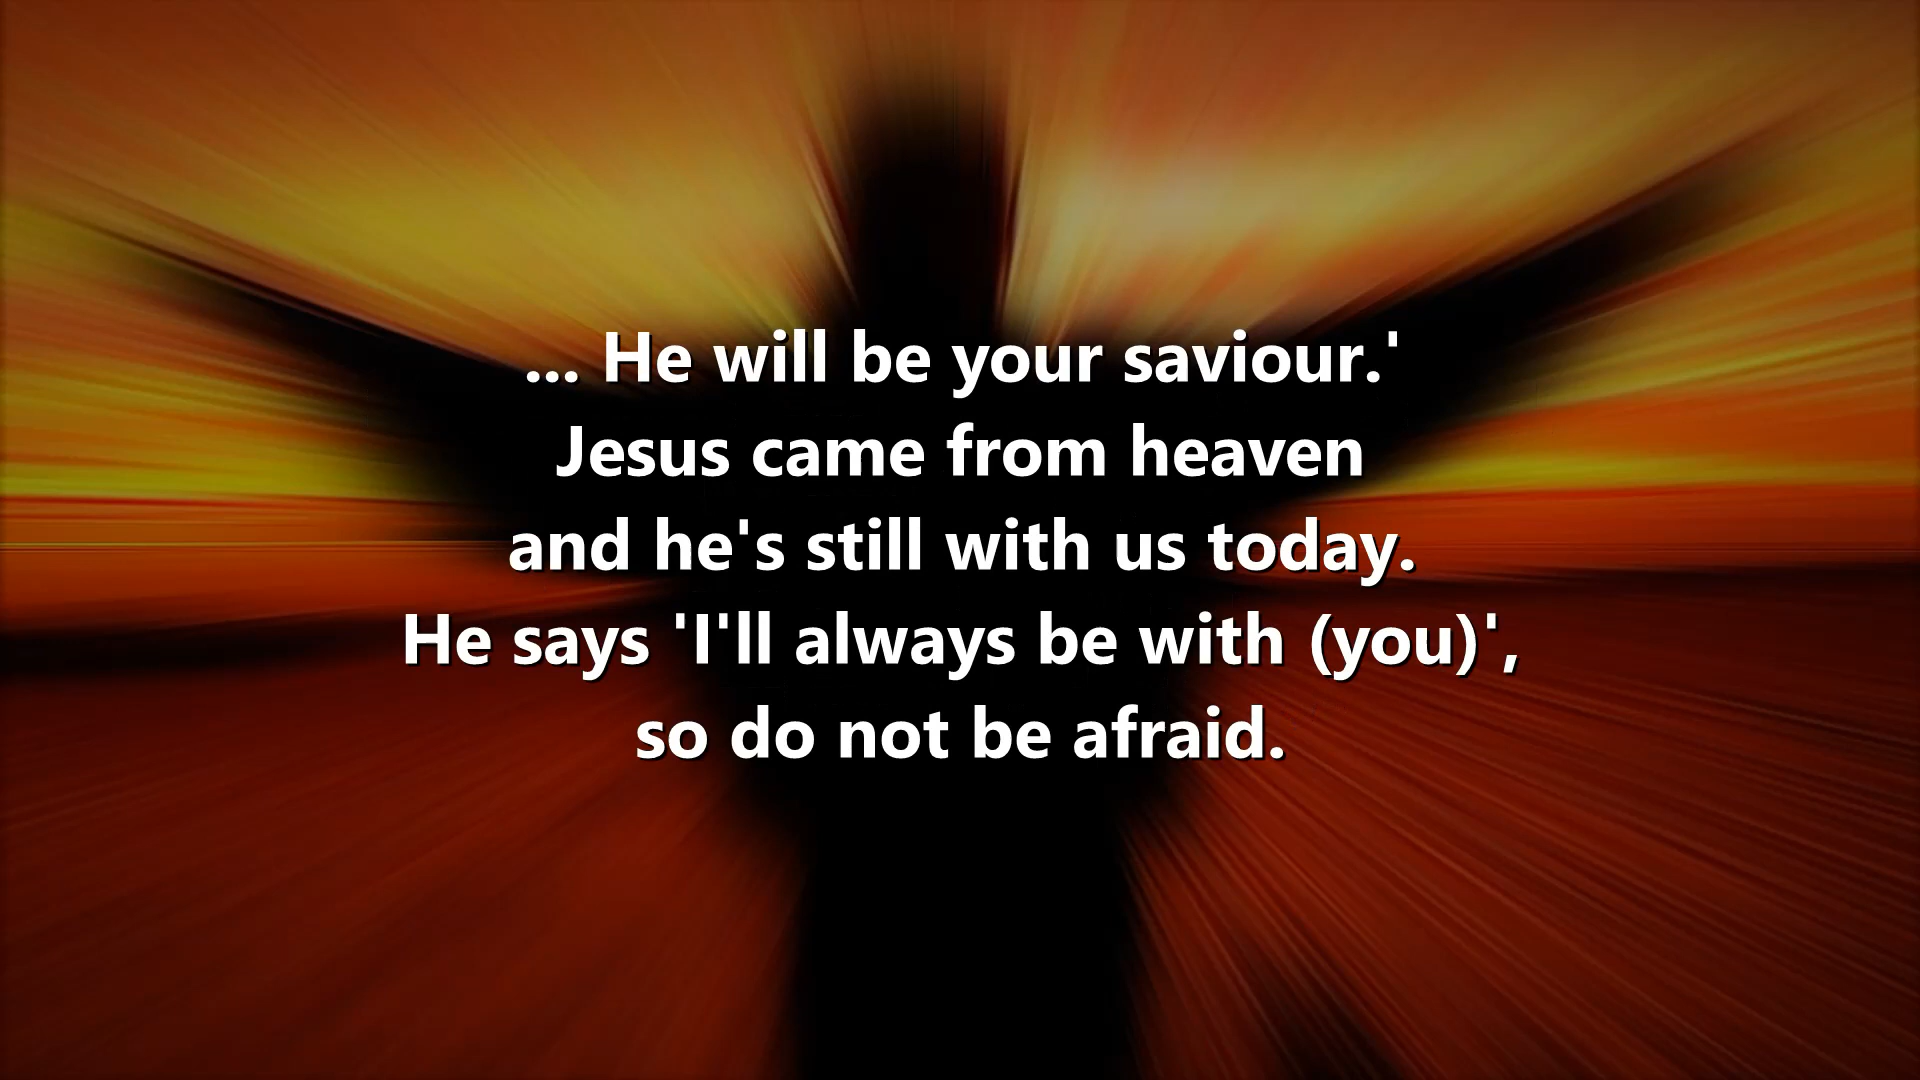 ... He will be your saviour.'
Jesus came from heaven
and he's still with us today.
He says 'I'll always be with (you)',
so do not be afraid.